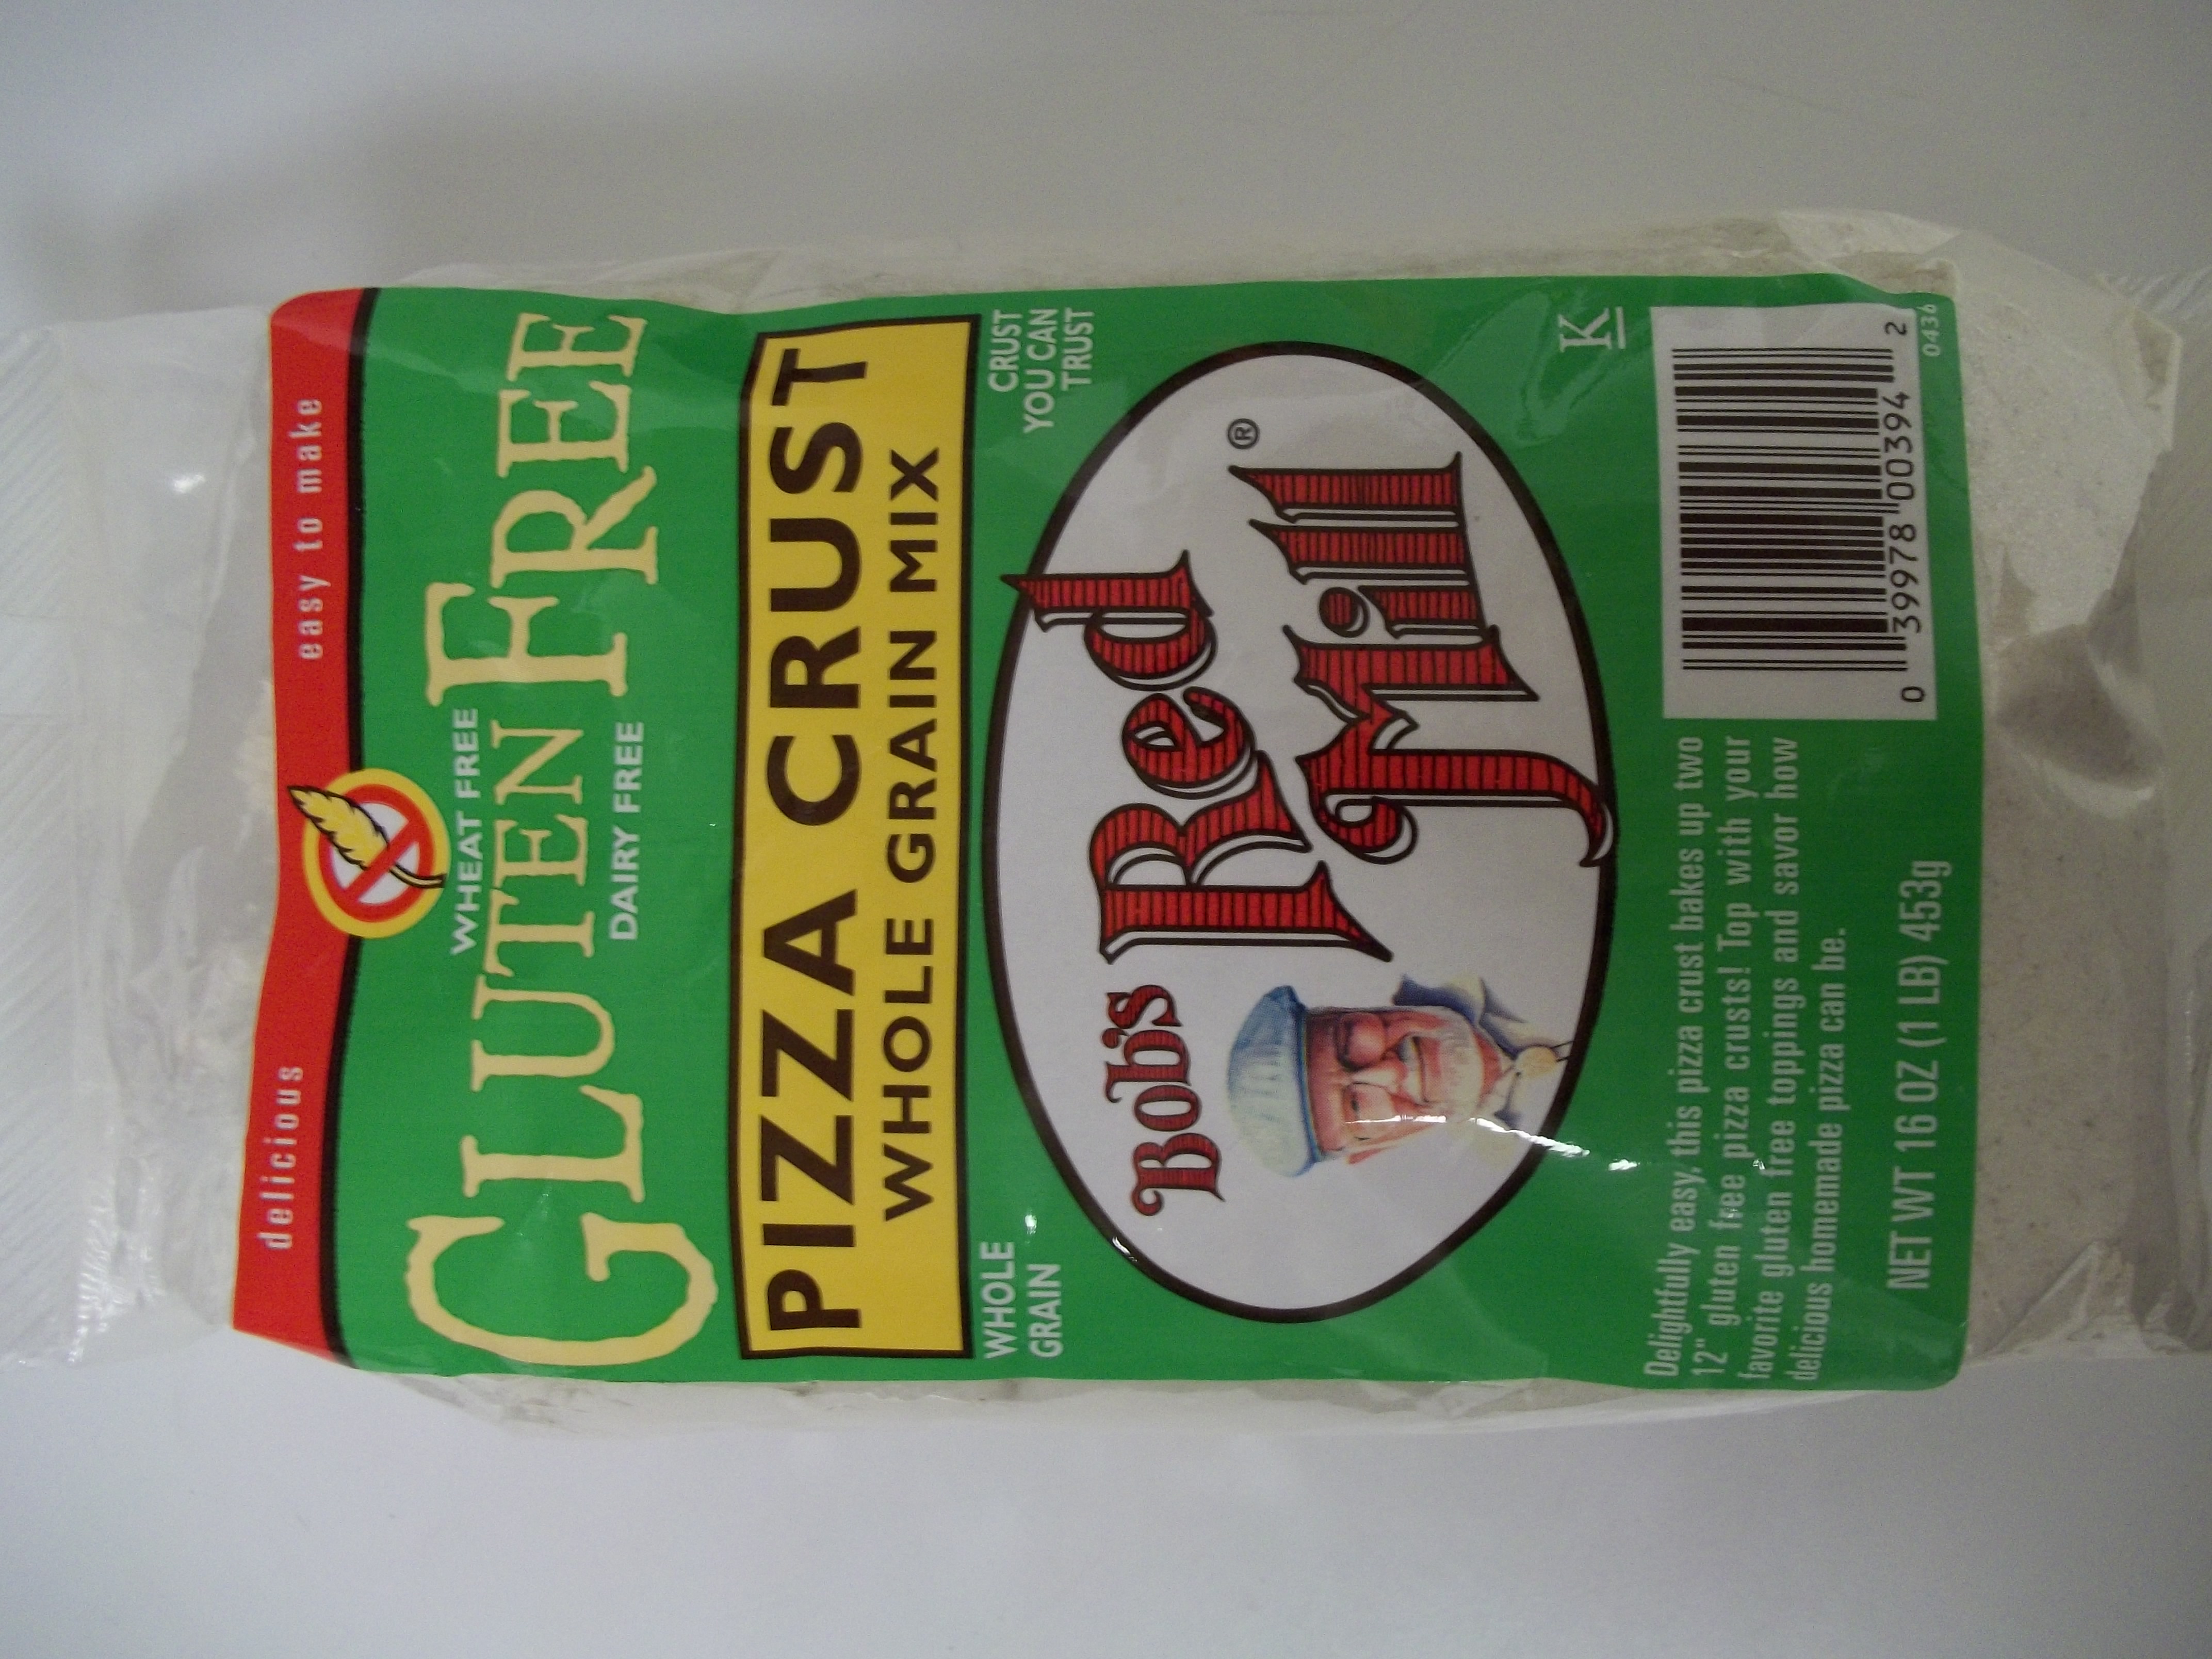 delicious easy to make
WHEAT FREE
GLUTEN FREE
DAIRY FREE
PIZZA CRUST
WHOLE GRAIN MIX
WHOLE
GRAIN
CRUST
YOU CAN
TRUST
Bob's
Red
Mill®
K
Delightfully easy, this pizza crust bakes up two
12" gluten free pizza crusts! Top with your
favorite gluten free toppings and savor how
delicious homemade pizza can be.
NET WT 16 OZ (1 LB) 453g
0 39978 00394 2
0436